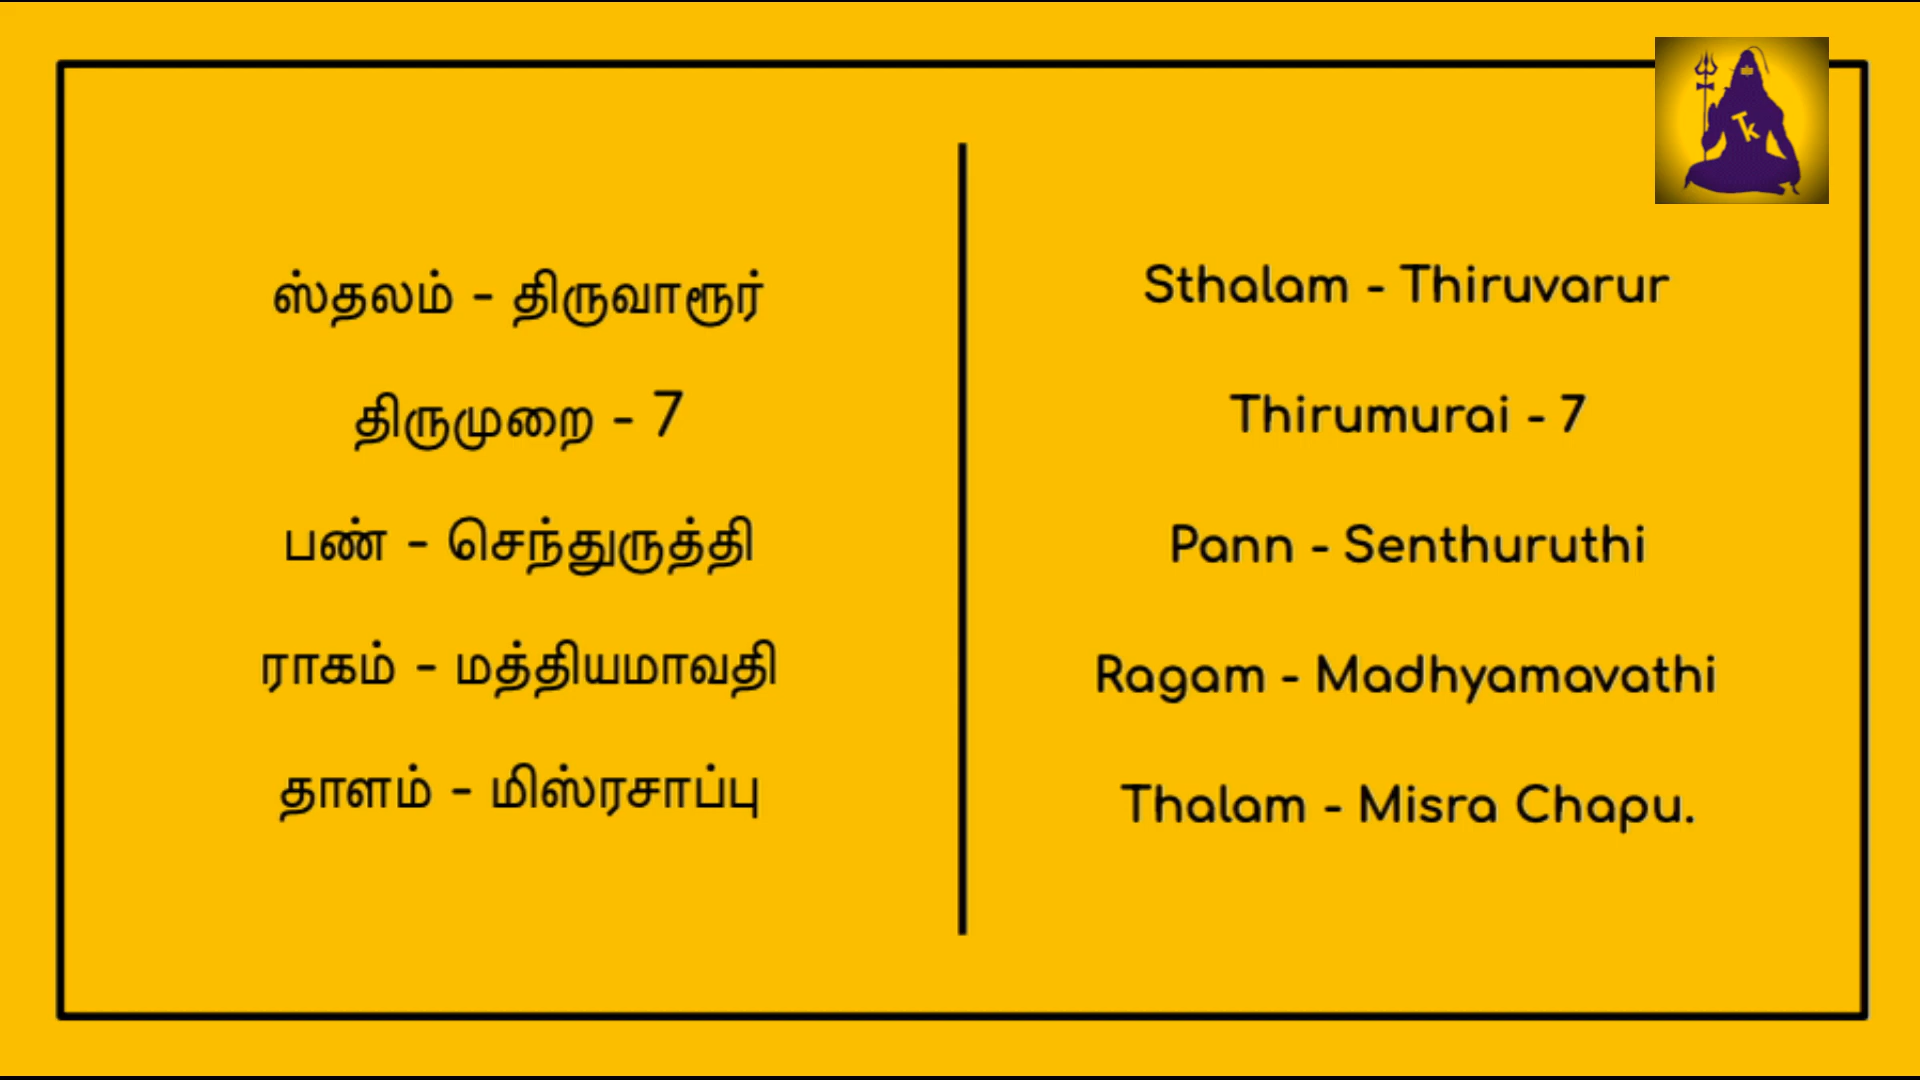 ஸ்தலம் - திருவாரூர்
திருமுறை - 7
பண் - செந்துருத்தி
ராகம் - மத்தியமாவதி
தாளம் - மிஸ்ரசாப்பு
Sthalam - Thiruvarur
Thirumurai - 7
Pann - Senthuruthi
Ragam - Madhyamavathi
Thalam - Misra Chapu.
Tk